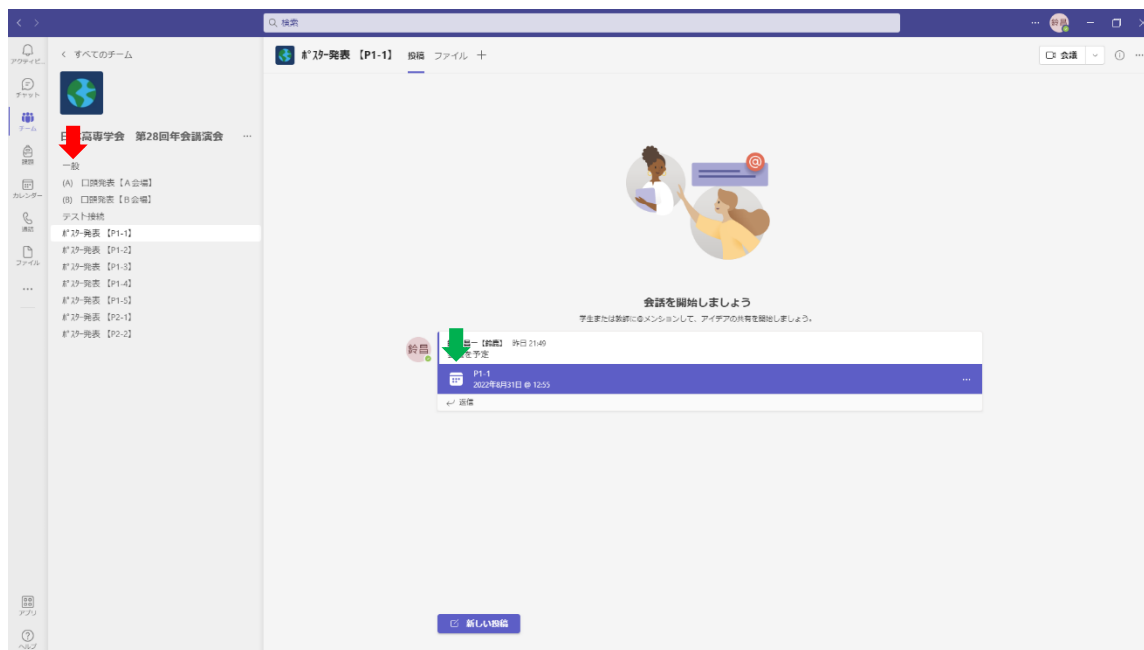 検索
鈴昌
アクティビ...
チャット
チーム
課題
カレンダー
通話
ファイル
アプリ
ヘルプ
すべてのチーム
高専学会 第28回年会講演会
一般
(A) 口頭発表【A会場】
(B) 口頭発表【B会場】
テスト接続
ﾎﾟｽﾀｰ発表 【P1-1】
ﾎﾟｽﾀｰ発表 【P1-2】
ﾎﾟｽﾀｰ発表 【P1-3】
ﾎﾟｽﾀｰ発表 【P1-4】
ﾎﾟｽﾀｰ発表 【P1-5】
ﾎﾟｽﾀｰ発表 【P2-1】
ﾎﾟｽﾀｰ発表 【P2-2】
ﾎﾟｽﾀｰ発表 【P1-1】 投稿 ファイル
会議
会話を開始しましょう
学生または教師に@メンションして、アイデアの共有を開始しましょう。
鈴昌
昌一【鈴鹿】 昨日 21:49
を予定
P1-1
2022年8月31日 @ 12:55
返信
新しい投稿